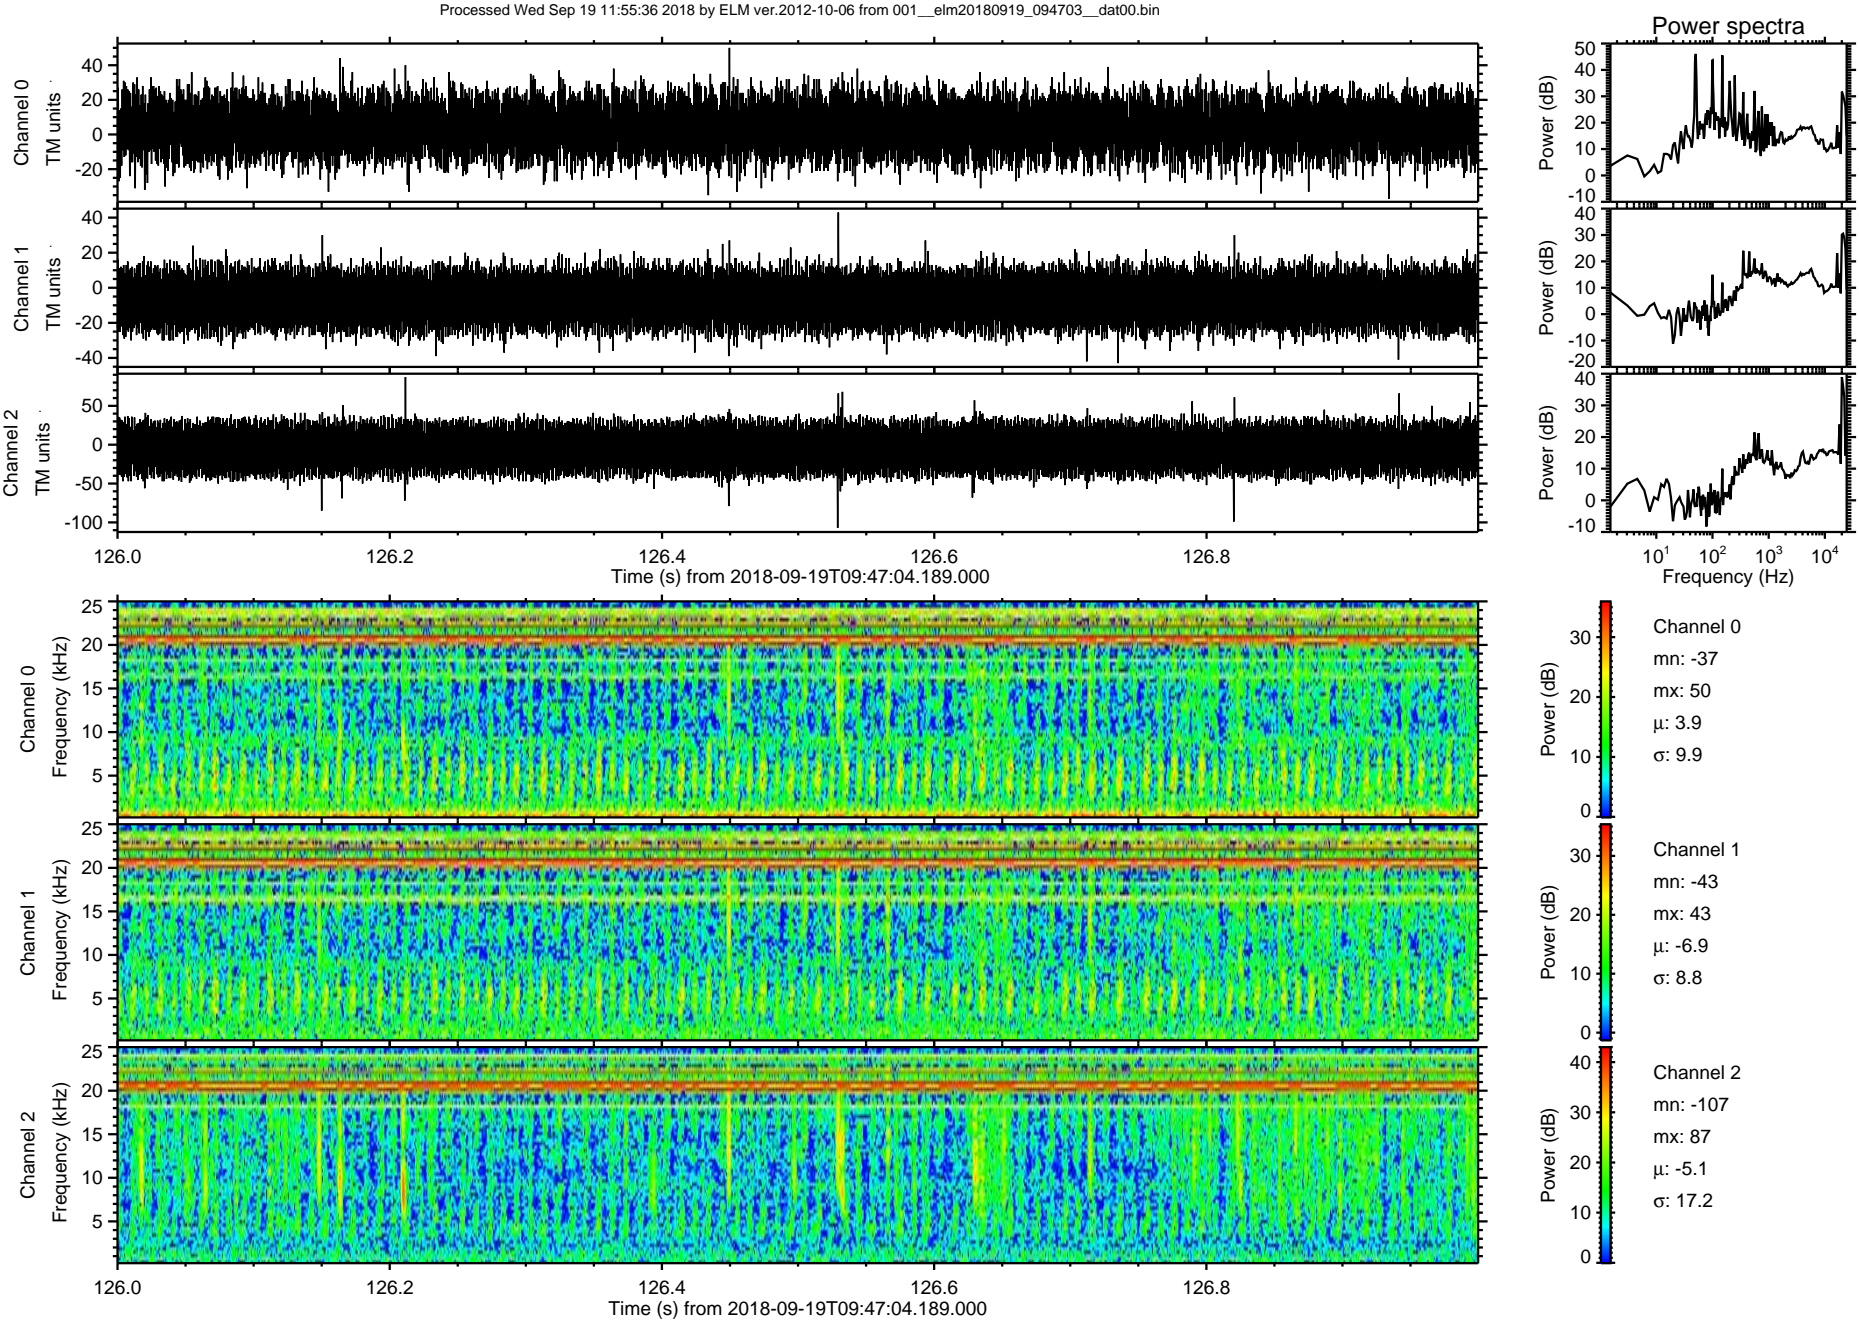 Processed Wed Sep 19 11:55:36 2018 by ELM ver.2012-10-06 from 001__elm20180919_094703__dat00.bin
Power spectra
Channel 0
TM units
40
20
0
-20
Power (dB)
50
40
30
20
10
0
-10
Channel 1
TM units
40
20
0
-20
-40
Power (dB)
40
30
20
10
0
-10
-20
Channel 2
TM units
50
0
-50
-100
Power (dB)
40
30
20
10
0
-10
126.0 126.2 126.4 126.6 126.8
Time (s) from 2018-09-19T09:47:04.189.000
10^1 10^2 10^3 10^4
Frequency (Hz)
Channel 0
Frequency (kHz)
25
20
15
10
5
Power (dB)
30
20
10
0
Channel 0
mn: -37
mx: 50
μ: 3.9
σ: 9.9
Channel 1
Frequency (kHz)
25
20
15
10
5
Power (dB)
30
20
10
0
Channel 1
mn: -43
mx: 43
μ: -6.9
σ: 8.8
Channel 2
Frequency (kHz)
25
20
15
10
5
Power (dB)
40
30
20
10
0
Channel 2
mn: -107
mx: 87
μ: -5.1
σ: 17.2
126.0 126.2 126.4 126.6 126.8
Time (s) from 2018-09-19T09:47:04.189.000